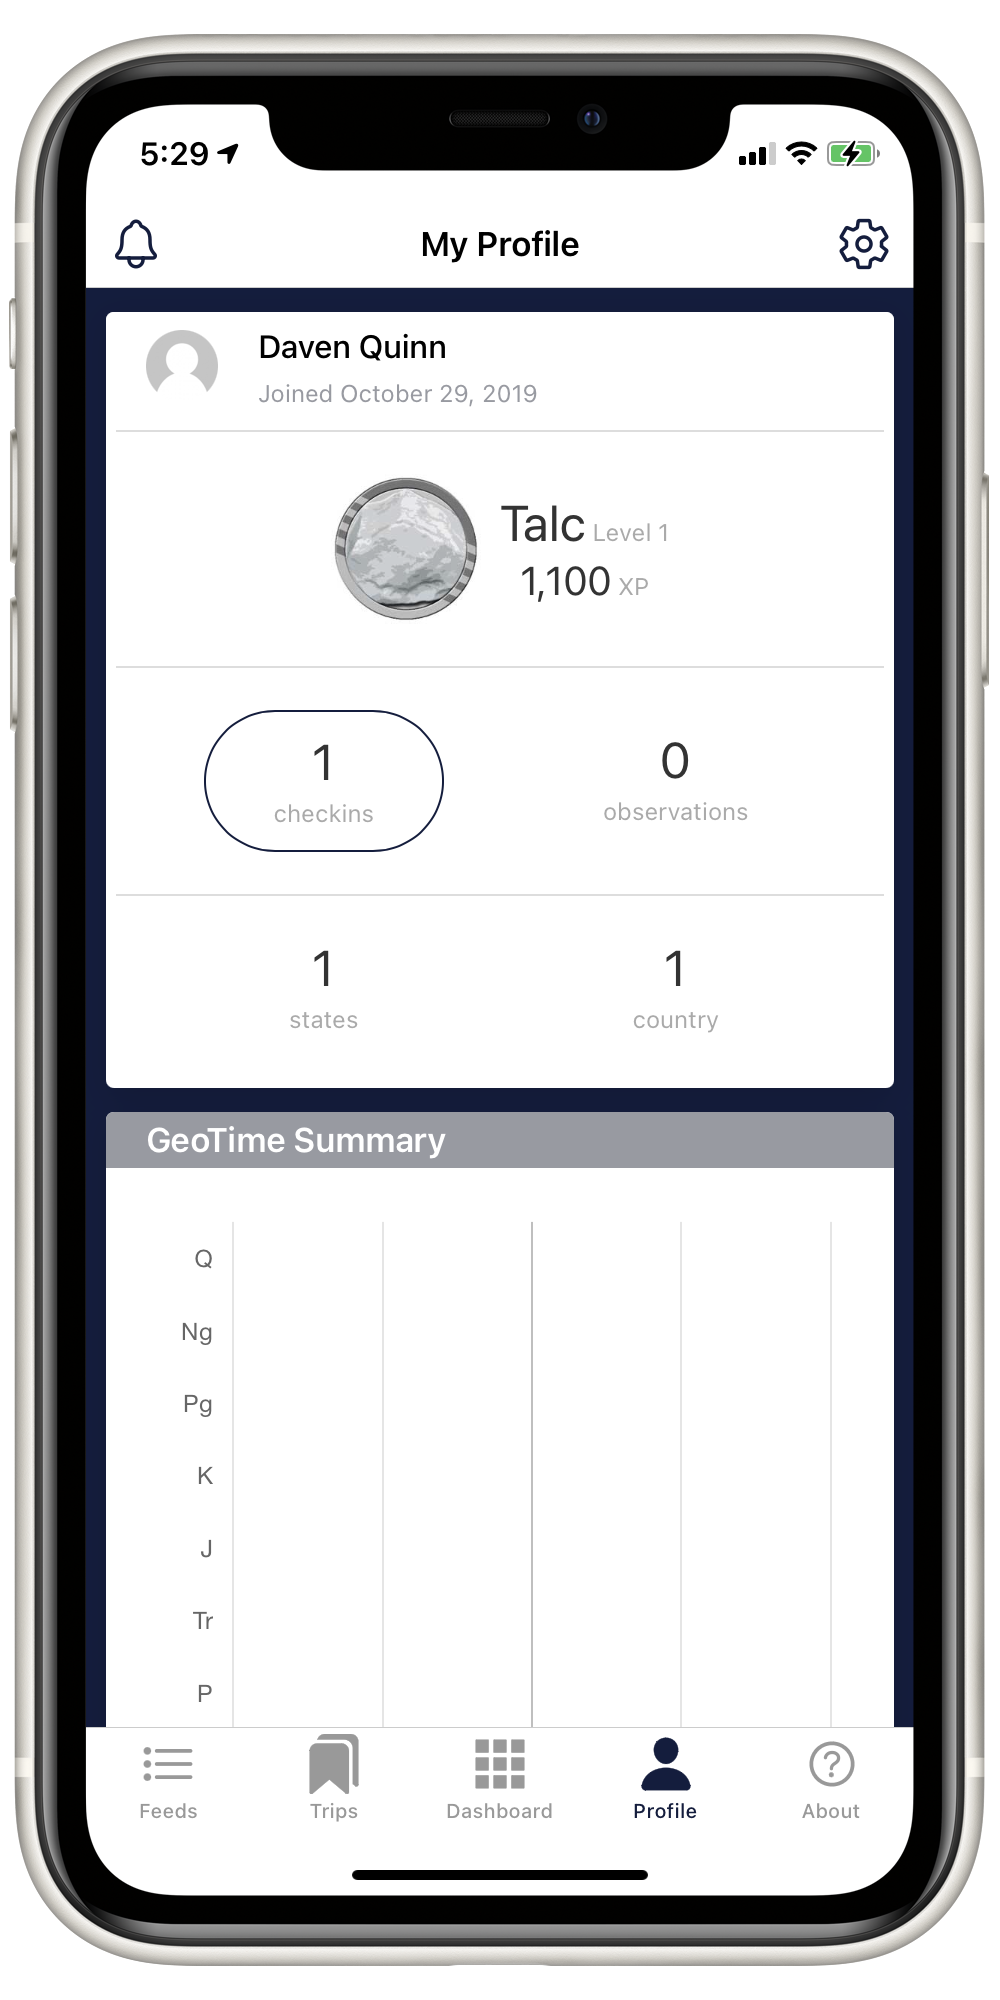 5:29
My Profile
Daven Quinn
Joined October 29, 2019
Talc Level 1
1,100 XP
1
checkins
0
observations
1
states
1
country
GeoTime Summary
Q
Ng
Pg
K
J
Tr
P
Feeds
Trips
Dashboard
Profile
? About